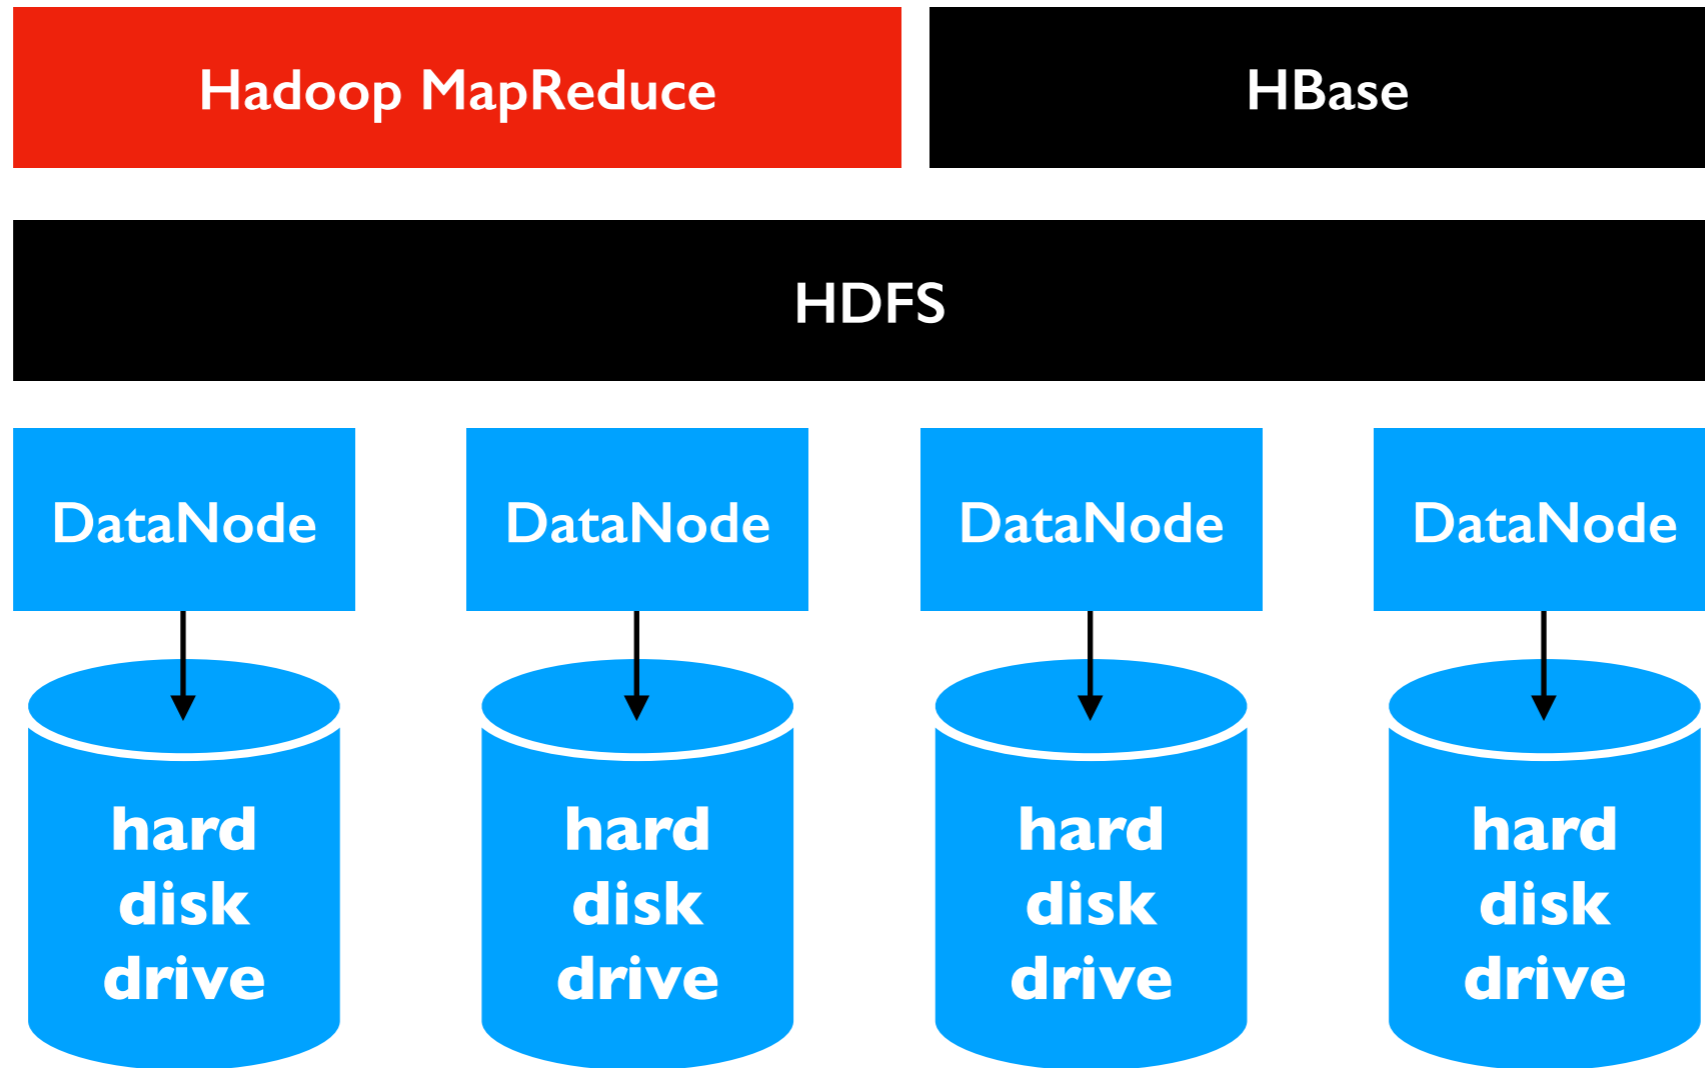 Hadoop MapReduce
HBase
HDFS
DataNode
DataNode
DataNode
DataNode
hard
disk
drive
hard
disk
drive
hard
disk
drive
hard
disk
drive